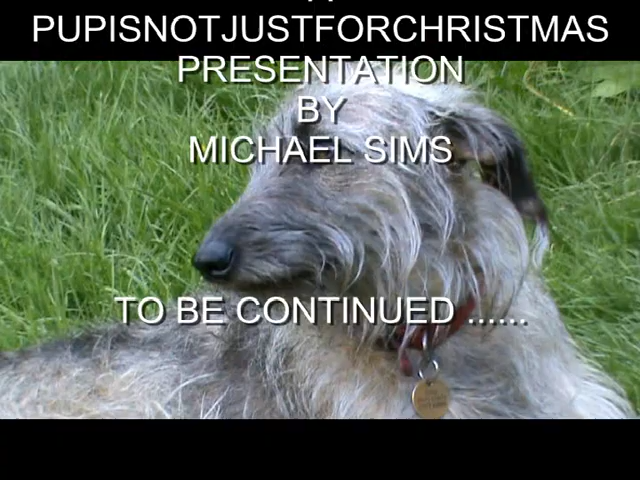 PUPISNOTJUSTFORCHRISTMAS
PRESENTATION
BY
MICHAEL SIMS
TO BE CONTINUED ......